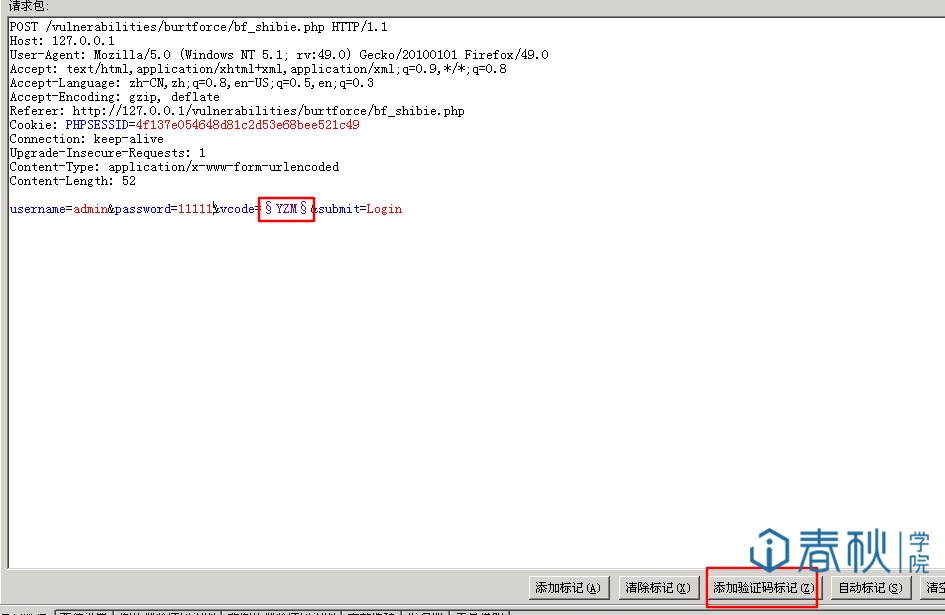 请求包:
POST /vulnerabilities/burtforce/bf_shibie.php HTTP/1.1
Host: 127.0.0.1
User-Agent: Mozilla/5.0 (Windows NT 5.1; rv:49.0) Gecko/20100101 Firefox/49.0
Accept: text/html,application/xhtml+xml,application/xml;q=0.9,*/*;q=0.8
Accept-Language: zh-CN,zh;q=0.8,en-US;q=0.5,en;q=0.3
Accept-Encoding: gzip, deflate
Referer: http://127.0.0.1/vulnerabilities/burtforce/bf_shibie.php
Cookie: PHPSESSID=4f137e054648d81c2d53e68bee521c49
Connection: keep-alive
Upgrade-Insecure-Requests: 1
Content-Type: application/x-www-form-urlencoded
Content-Length: 52
username=admin&password=11111&vcode=§YZM§&submit=Login
春秋学院
添加标记(A) 清除标记(X) 添加验证码标记(Z) 自动标记(S) 清